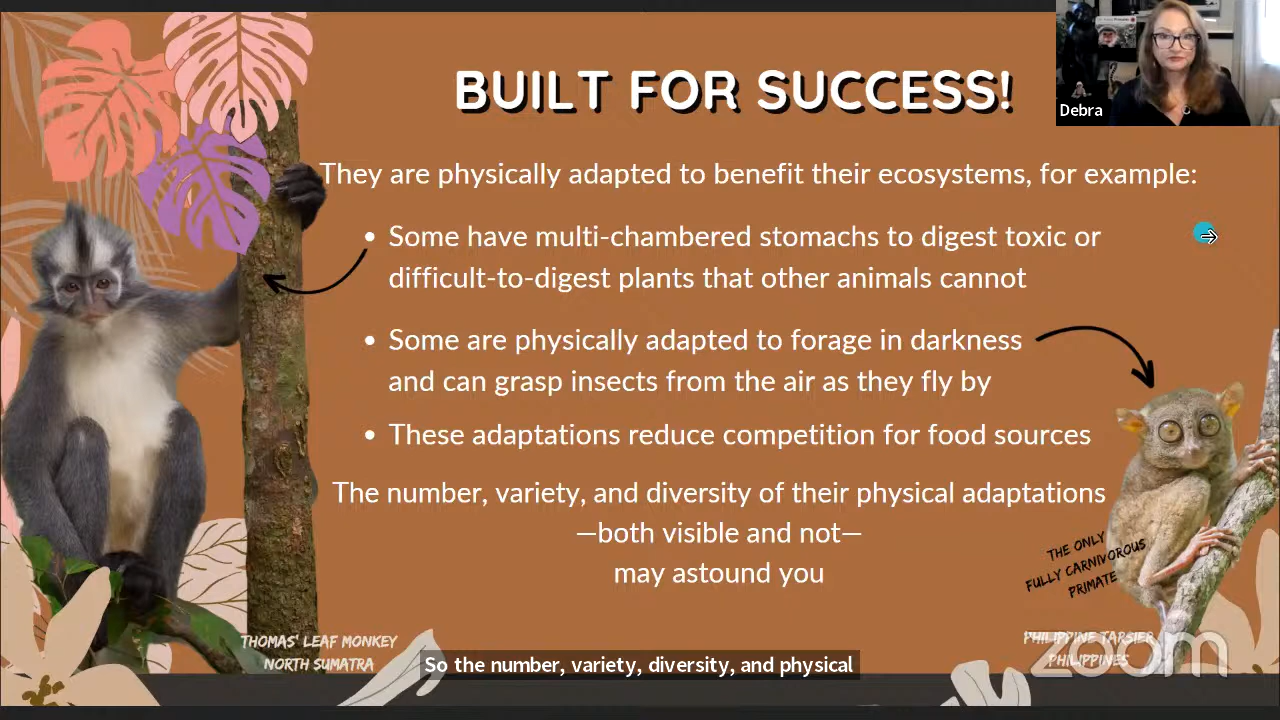 BUILT FOR SUCCESS!
Debra
They are physically adapted to benefit their ecosystems, for example:
• Some have multi-chambered stomachs to digest toxic or
difficult-to-digest plants that other animals cannot
• Some are physically adapted to forage in darkness
and can grasp insects from the air as they fly by
• These adaptations reduce competition for food sources
The number, variety, and diversity of their physical adaptations
—both visible and not—
may astound you
THE ONLY
FULLY CARNIVOROUS
PRIMATE
THOMAS' LEAF MONKEY
NORTH SUMATRA
PHILIPPINE TARSIER
PHILIPPINES
zoom
So the number, variety, diversity, and physical